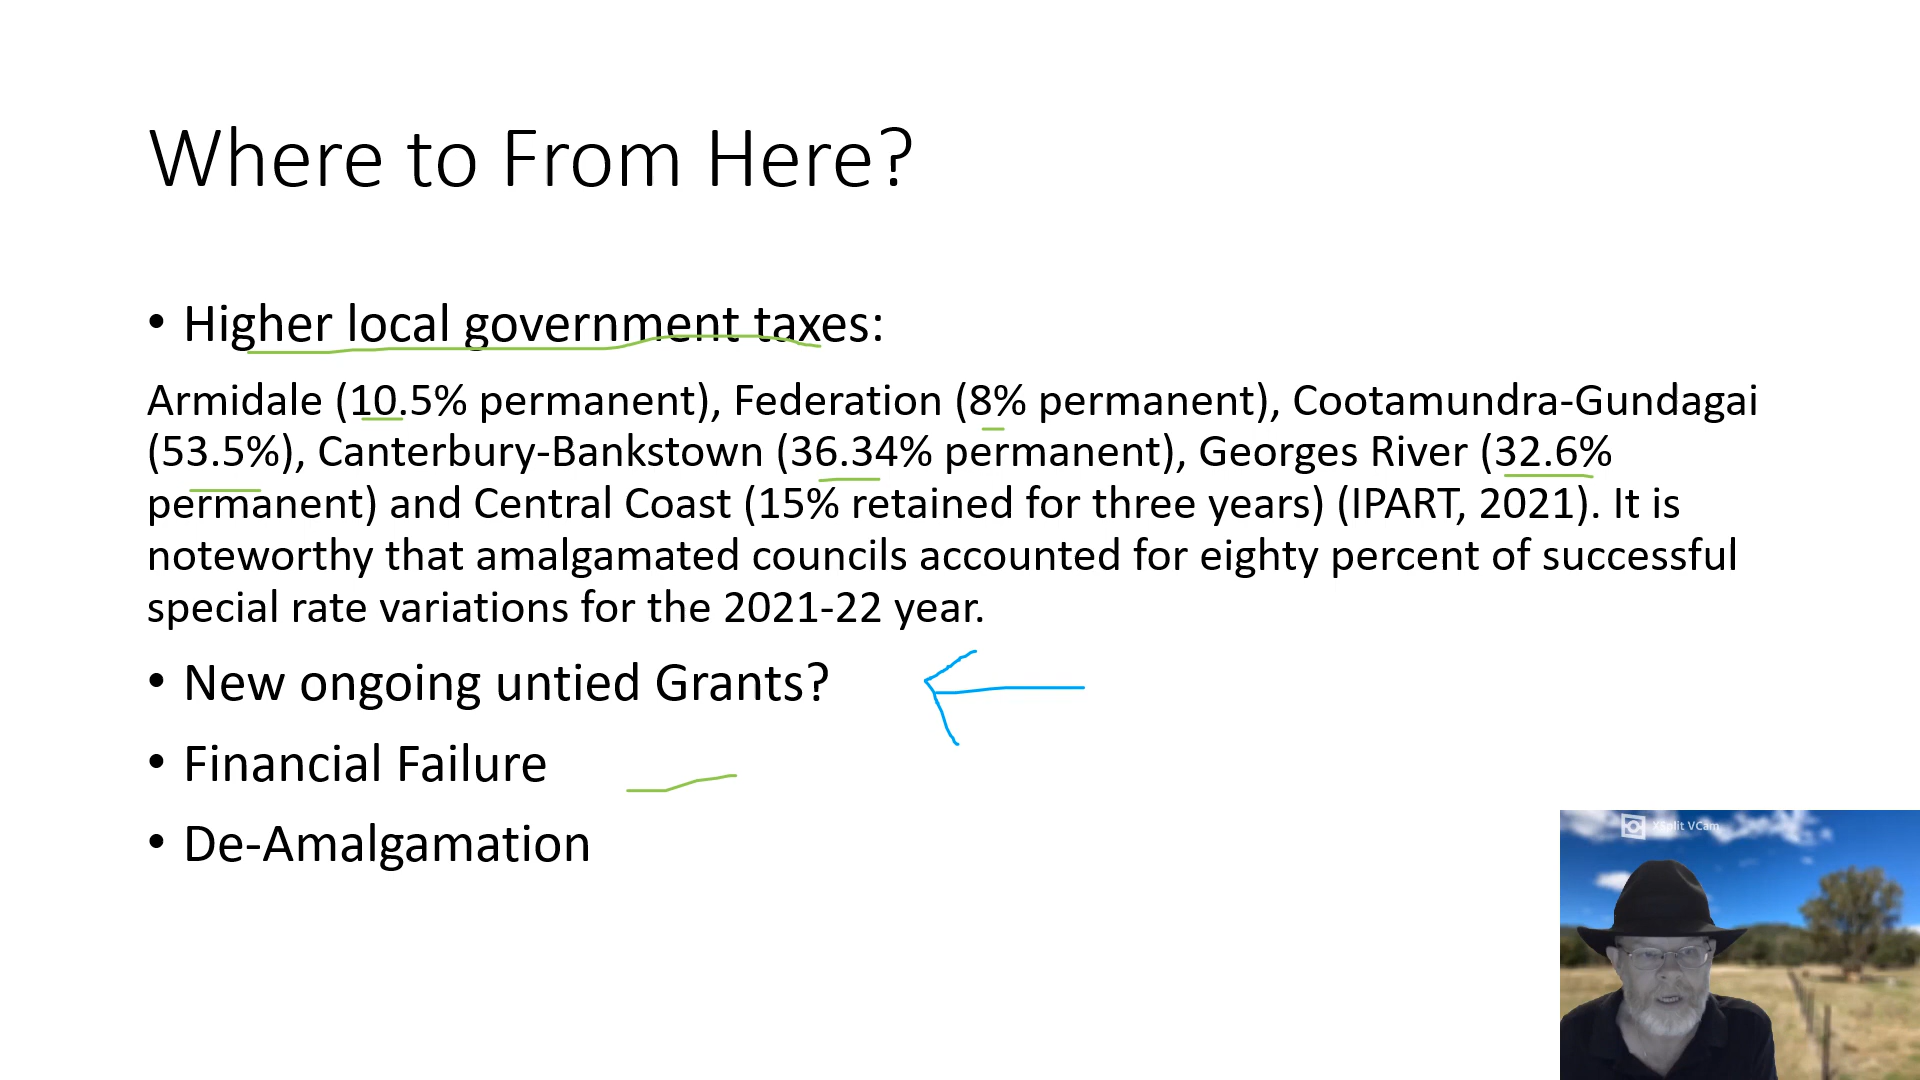 Where to From Here?
• Higher local government taxes:
Armidale (10.5% permanent), Federation (8% permanent), Cootamundra-Gundagai
(53.5%), Canterbury-Bankstown (36.34% permanent), Georges River (32.6%
permanent) and Central Coast (15% retained for three years) (IPART, 2021). It is
noteworthy that amalgamated councils accounted for eighty percent of successful
special rate variations for the 2021-22 year.
• New ongoing untied Grants?
• Financial Failure
• De-Amalgamation
XSplit VCam